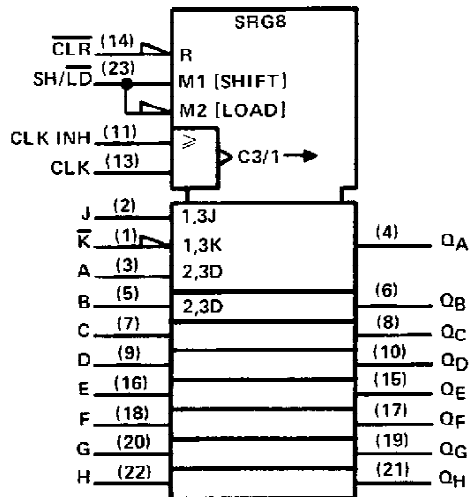 SRG8
C̅L̅R̅ (14) R
SH/L̅D̅ (23) M1 [SHIFT]
M2 [LOAD]
CLK INH (11) ≥
C3/1
CLK (13)
J (2) 1,3J
K̅ (1) 1,3K (4) QA
A (3) 2,3D
B (5) 2,3D (6) QB
C (7) (8) QC
D (9) (10) QD
E (16) (15) QE
F (18) (17) QF
G (20) (19) QG
H (22) (21) QH